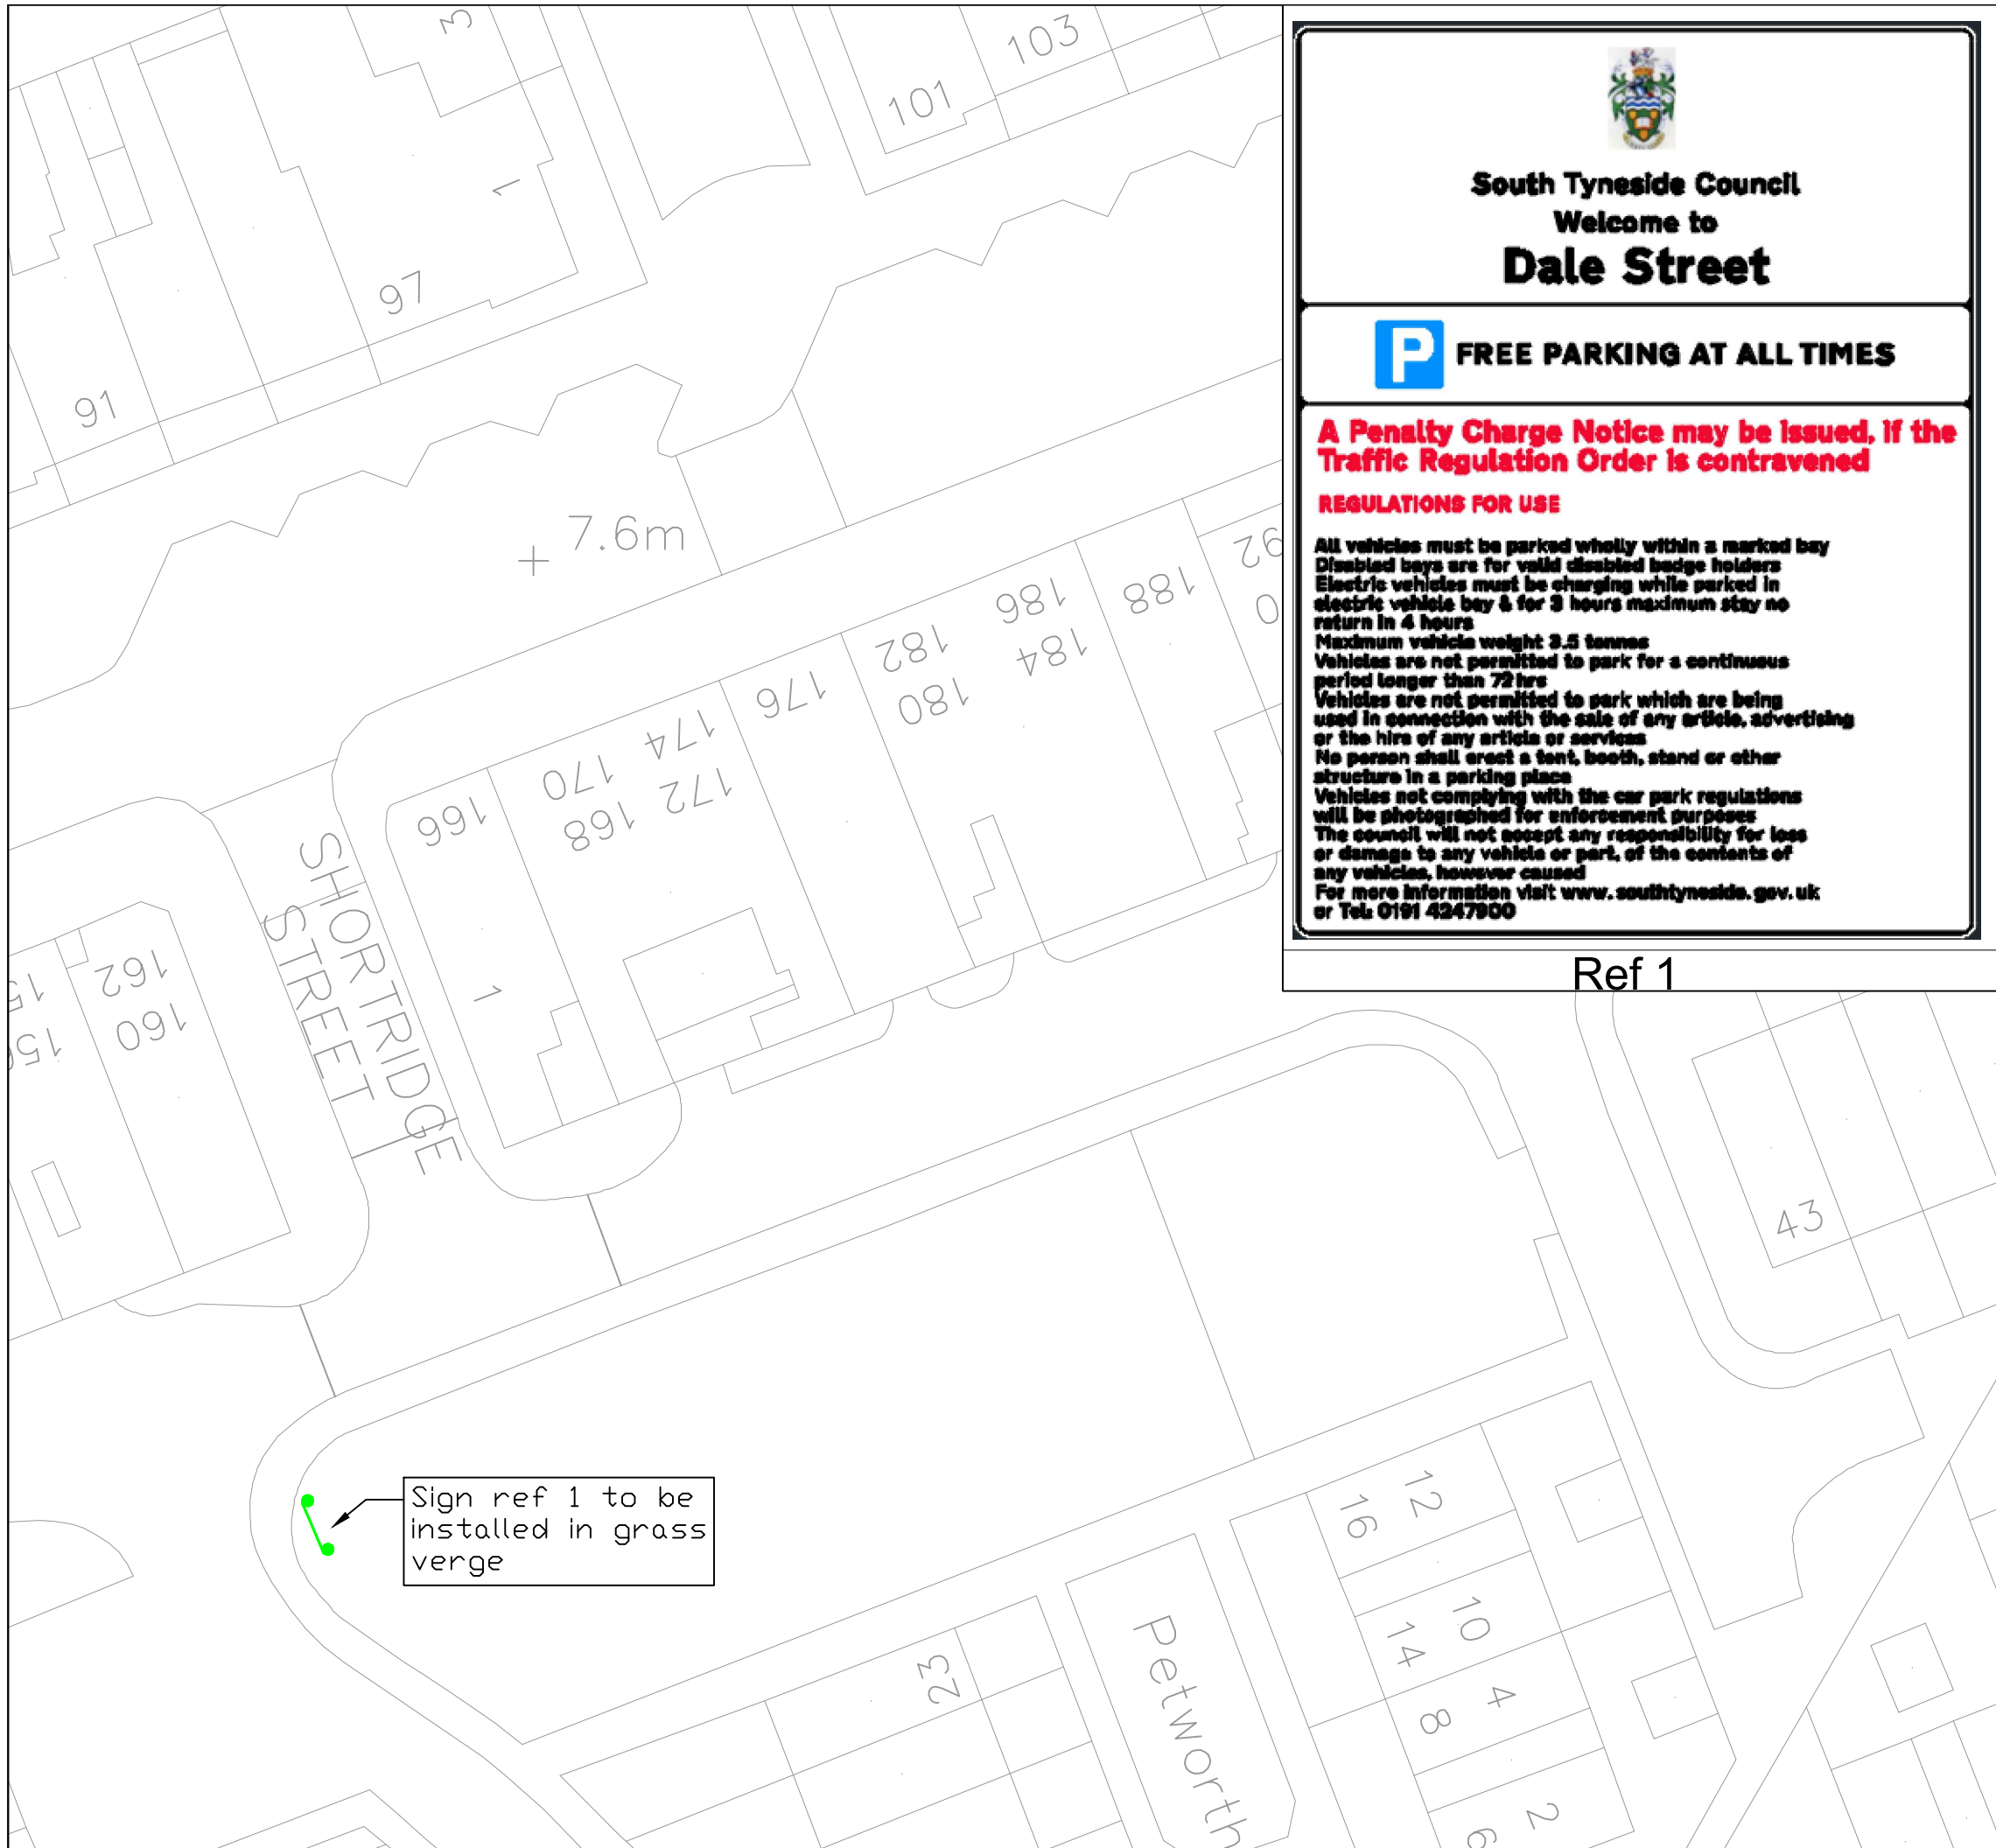 3
103
101
1
97
91
7.6m
92
0
188
186
184
182
180
176
174
172
170
168
166
1
SHORTRIDGE
STREET
162
160
43
Sign ref 1 to be
installed in grass
verge
12
16
10
14
4
8
2
6
23
Petworth
South Tyneside Council
Welcome to
Dale Street
P FREE PARKING AT ALL TIMES
A Penalty Charge Notice may be issued, if the
Traffic Regulation Order is contravened
REGULATIONS FOR USE
All vehicles must be parked wholly within a marked bay
Disabled bays are for valid disabled badge holders
Electric vehicles must be charging while parked in
electric vehicle bay & for 3 hours maximum stay no
return in 4 hours
Maximum vehicle weight 3.5 tonnes
Vehicles are not permitted to park for a continuous
period longer than 72 hrs
Vehicles are not permitted to park which are being
used in connection with the sale of any article, advertising
or the hire of any article or services
No person shall erect a tent, booth, stand or other
structure in a parking place
Vehicles not complying with the car park regulations
will be photographed for enforcement purposes
The council will not accept any responsibility for loss
or damage to any vehicle or part, of the contents of
any vehicles, however caused
For more information visit www.southtyneside.gov.uk
or Tel: 0191 4247900
Ref 1